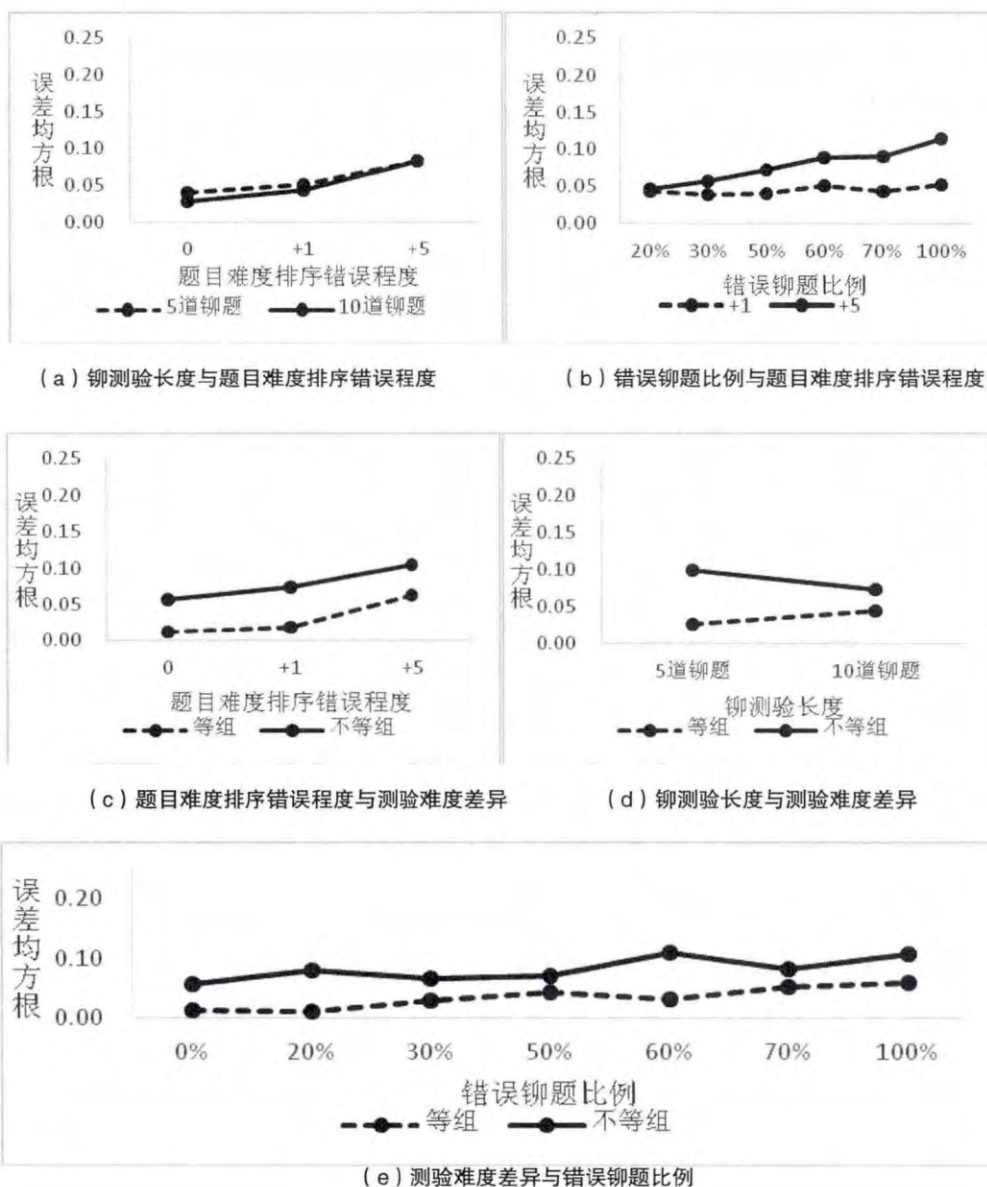 误差均方根
0.25
0.20
0.15
0.10
0.05
0.00
0 +1 +5
题目难度排序错误程度
5道铆题 10道铆题
(a)铆测验长度与题目难度排序错误程度
误差均方根
0.25
0.20
0.15
0.10
0.05
0.00
20% 30% 50% 60% 70% 100%
错误铆题比例
+1 +5
(b)错误铆题比例与题目难度排序错误程度
误差均方根
0.25
0.20
0.15
0.10
0.05
0.00
0 +1 +5
题目难度排序错误程度
等组 不等组
(c)题目难度排序错误程度与测验难度差异
误差均方根
0.25
0.20
0.15
0.10
0.05
0.00
5道铆题 10道铆题
铆测验长度
等组 不等组
(d)铆测验长度与测验难度差异
误差均方根
0.20
0.10
0.00
0% 20% 30% 50% 60% 70% 100%
错误铆题比例
等组 不等组
(e)测验难度差异与错误铆题比例